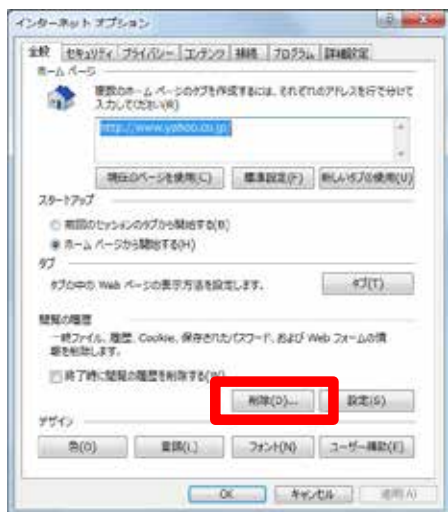 インターネット オプション
全般 セキュリティ プライバシー コンテンツ 接続 プログラム 詳細設定
ホーム ページ
複数のホーム ページのタブを作成するには、それぞれのアドレスを行で分けて
入力してください(R)
http://www.yahoo.co.jp/
現在のページを使用(C) 標準設定(F) 新しいタブの使用(U)
スタートアップ
前回のセッションのタブから開始する(B)
ホーム ページから開始する(H)
タブ
タブの中の Web ページの表示方法を設定します。 タブ(T)
閲覧の履歴
一時ファイル、履歴、Cookie、保存されたパスワード、および Web フォームの情
報を削除します。
終了時に閲覧の履歴を削除する(W)
削除(D)... 設定(S)
デザイン
色(O) 言語(L) フォント(N) ユーザー補助(E)
OK キャンセル 適用(A)